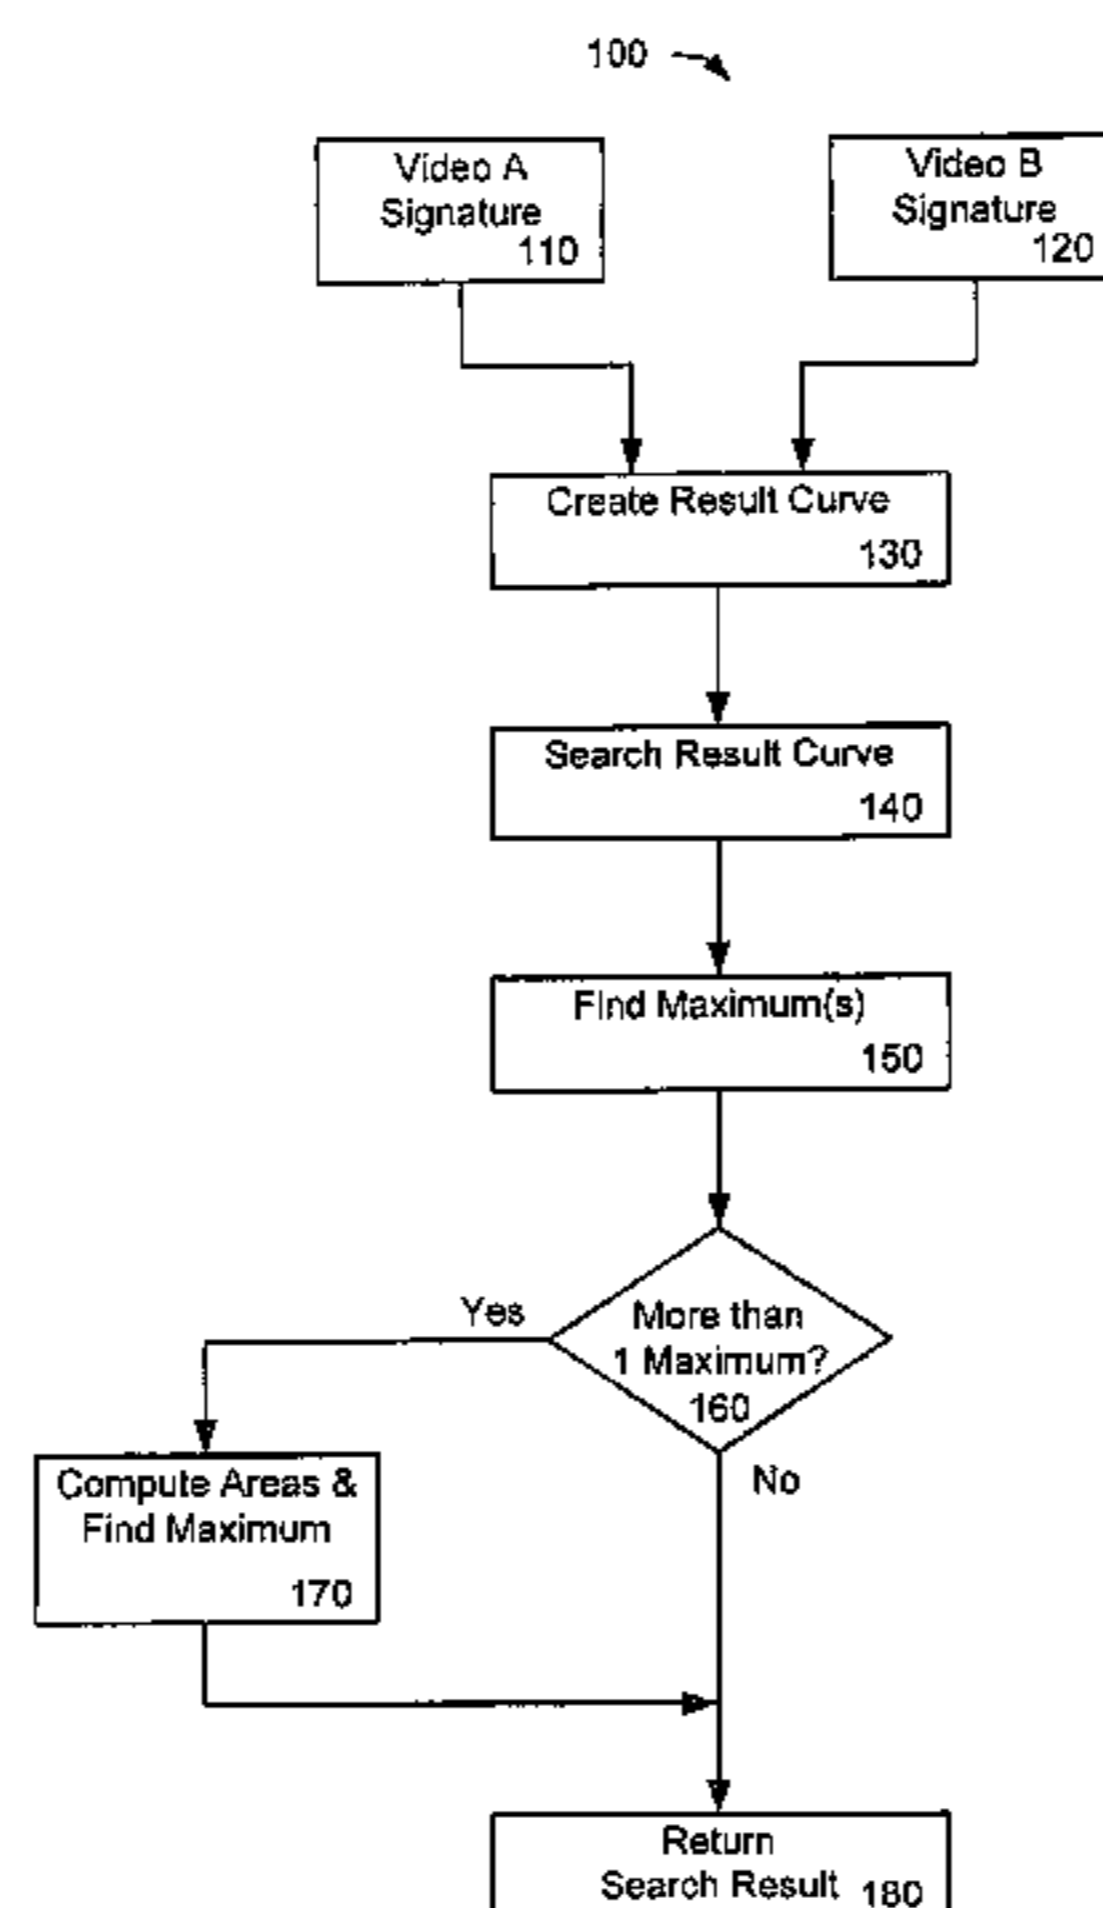 100
Video A
Signature
110
Video B
Signature
120
Create Result Curve
130
Search Result Curve
140
Find Maximum(s)
150
More than
1 Maximum?
160
Yes
No
Compute Areas &
Find Maximum
170
Return
Search Result 180